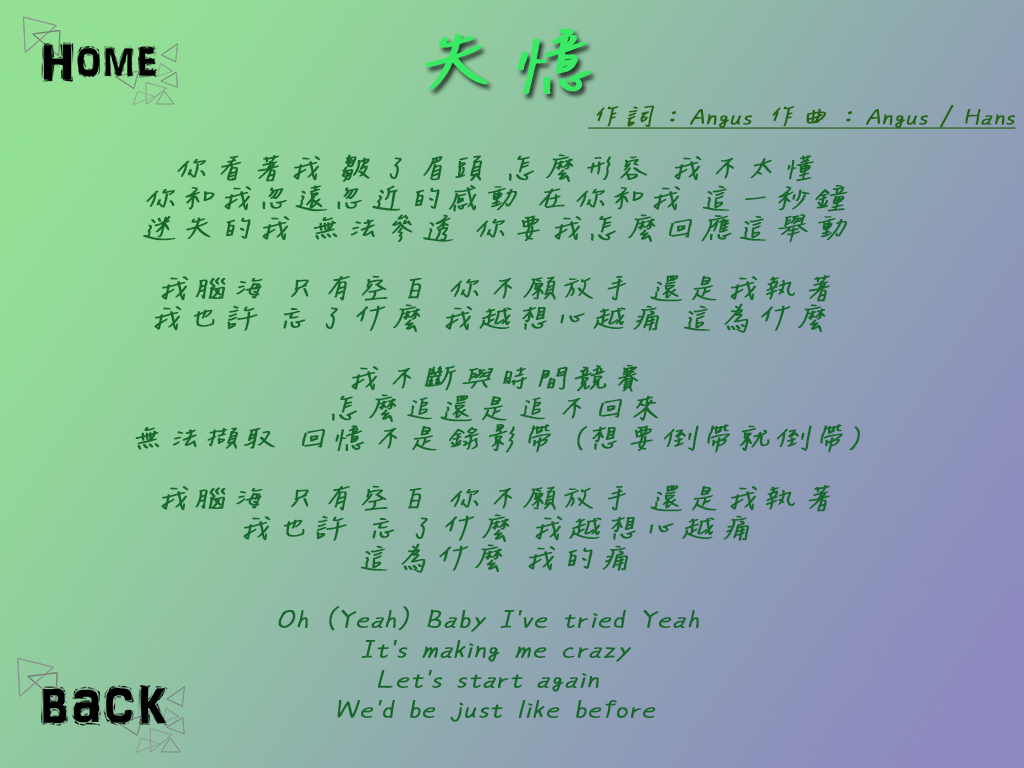 HOME
失憶
作詞：Angus 作曲：Angus / Hans
你看著我 皺了眉頭 怎麼形容 我不太懂
你和我忽遠忽近的感動 在你和我 這一秒鐘
迷失的我 無法參透 你要我怎麼回應這舉動
我腦海 只有空白 你不願放手 還是我執著
我也許 忘了什麼 我越想心越痛 這為什麼
我不斷與時間競賽
怎麼追還是追不回來
無法擷取 回憶不是錄影帶（想要倒帶就倒帶）
我腦海 只有空白 你不願放手 還是我執著
我也許 忘了什麼 我越想心越痛
這為什麼 我的痛
Oh (Yeah) Baby I've tried Yeah
It's making me crazy
Let's start again
We'd be just like before
BaCK